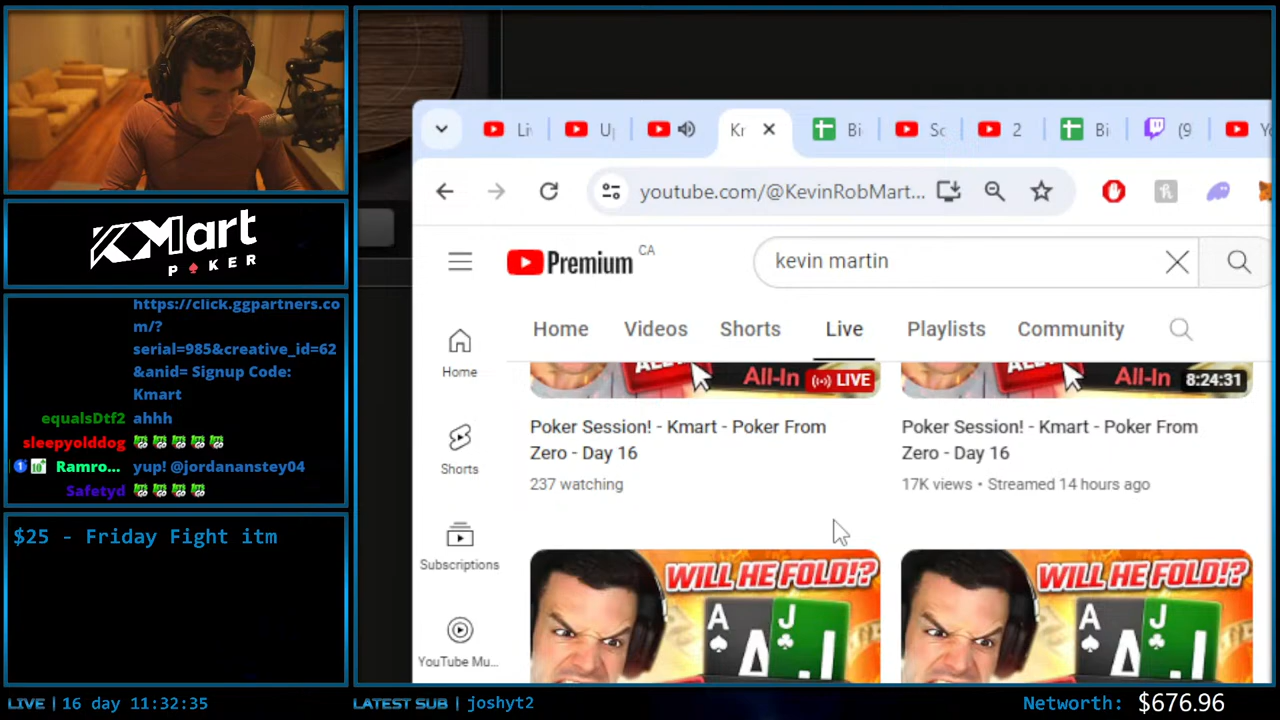 KMart
POKER
https://click.ggpartners.co
m/?
serial=985&creative_id=62
&anid= Signup Code:
Kmart
equalsDtf2 ahhh
sleepyolddog
Ramro... yup! @jordananstey04
Safetyd
$25 - Friday Fight itm
Li
U
Kr
Bi
Sc
2
Bi
(9
youtube.com/@KevinRobMart...
Premium
CA
kevin martin
Home
Videos
Shorts
Live
Playlists
Community
Home
Shorts
Subscriptions
YouTube Mu...
All-In
LIVE
All-In
8:24:31
Poker Session! - Kmart - Poker From
Zero - Day 16
237 watching
Poker Session! - Kmart - Poker From
Zero - Day 16
17K views • Streamed 14 hours ago
WILL HE FOLD!?
A
J
WILL HE FOLD!?
A
J
LIVE | 16 day 11:32:35
LATEST SUB | joshyt2
Networth: $676.96